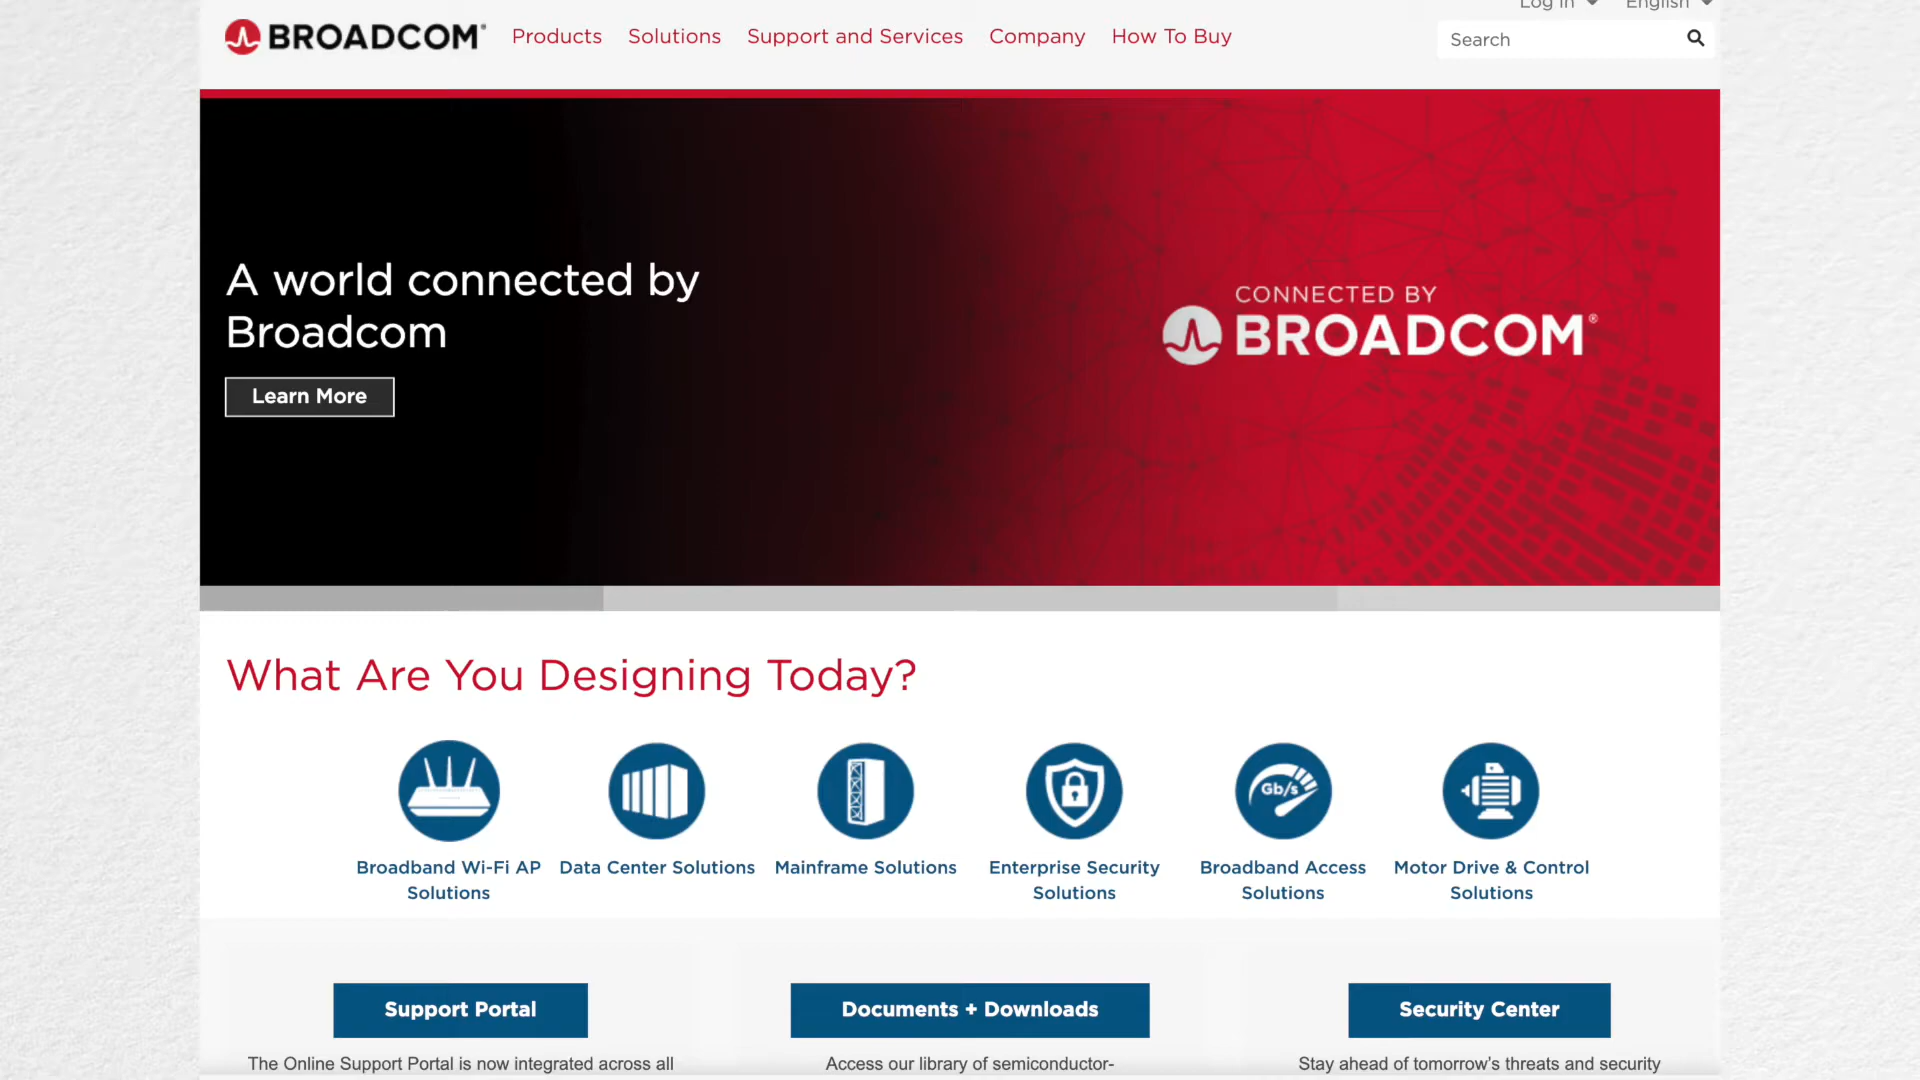 Log In English
BROADCOM® Products Solutions Support and Services Company How To Buy Search
A world connected by
Broadcom
Learn More
CONNECTED BY
BROADCOM®
What Are You Designing Today?
Gb/s
Broadband Wi-Fi AP
Solutions
Data Center Solutions
Mainframe Solutions
Enterprise Security
Solutions
Broadband Access
Solutions
Motor Drive & Control
Solutions
Support Portal
The Online Support Portal is now integrated across all
Documents + Downloads
Access our library of semiconductor-
Security Center
Stay ahead of tomorrow's threats and security